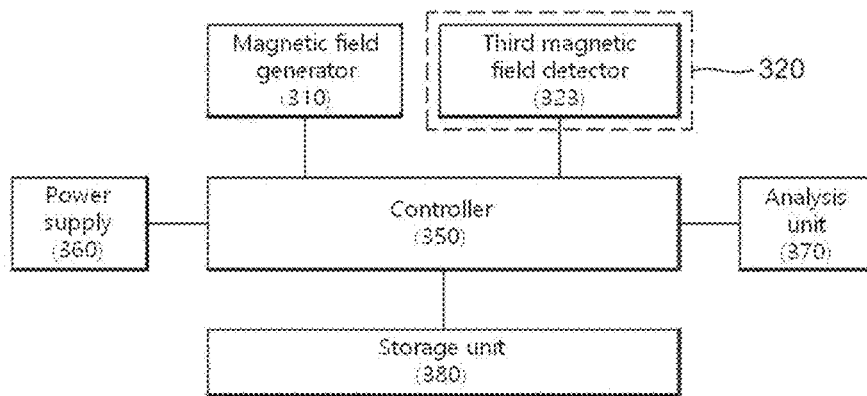 Magnetic field
generator
(310)
Third magnetic
field detector
(323)
320
Power
supply
(360)
Controller
(350)
Analysis
unit
(370)
Storage unit
(380)